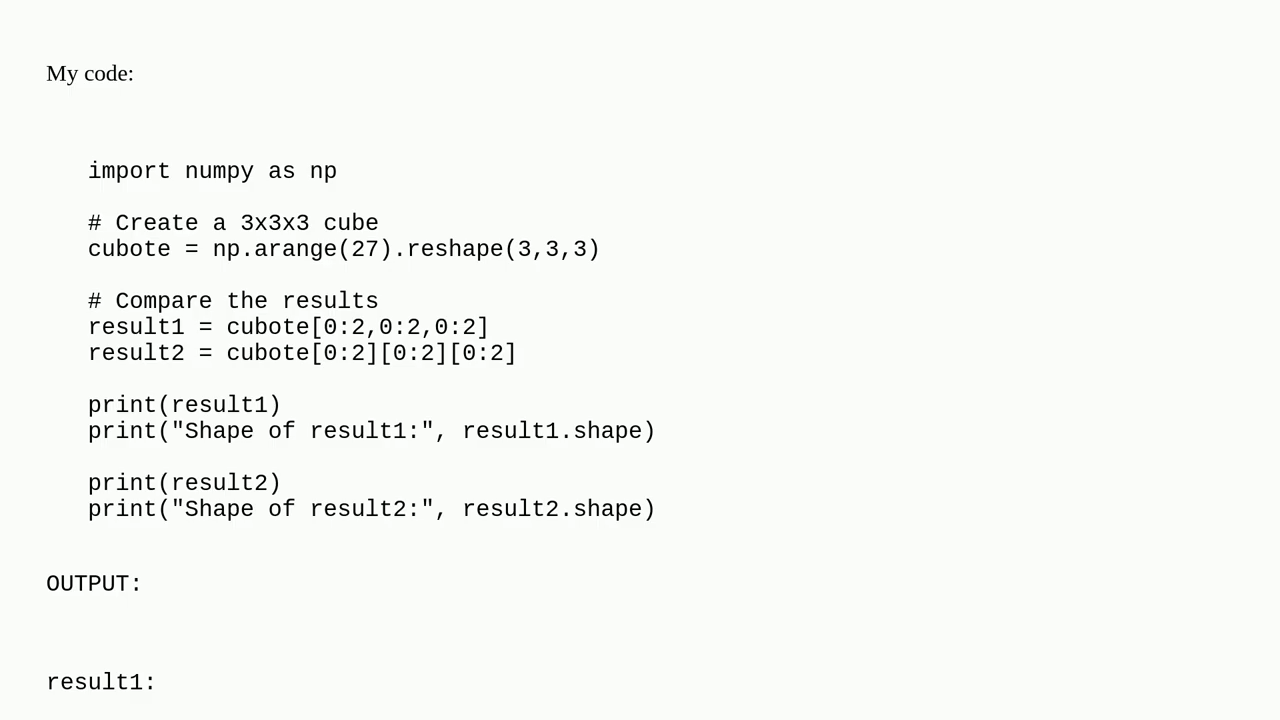 My code:
import numpy as np
# Create a 3x3x3 cube
cubote = np.arange(27).reshape(3,3,3)
# Compare the results
result1 = cubote[0:2,0:2,0:2]
result2 = cubote[0:2][0:2][0:2]
print(result1)
print("Shape of result1:", result1.shape)
print(result2)
print("Shape of result2:", result2.shape)
OUTPUT:
result1: